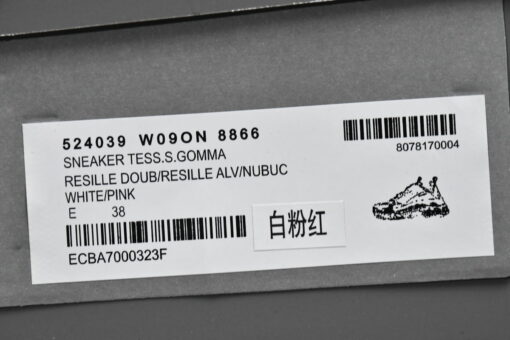 524039 W09ON 8866
SNEAKER TESS.S.GOMMA
RESILLE DOUB/RESILLE ALV/NUBUC
WHITE/PINK
E 38
8078170004
白粉红
ECBA7000323F